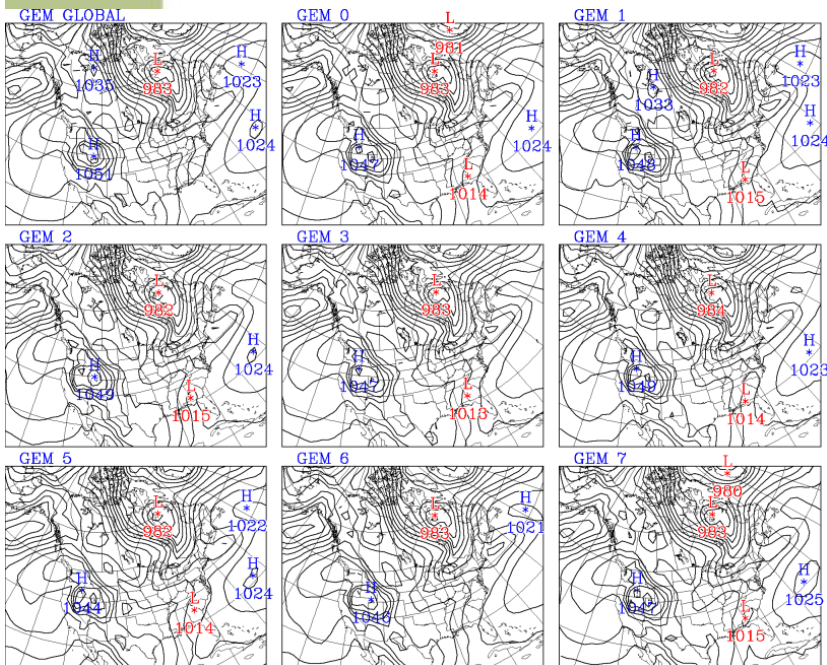 GEM GLOBAL
H
1035
L
983
H
1023
H
1024
H
1051
GEM 0
L
981
L
983
H
1024
H
1047
L
1014
GEM 1
H
1033
L
982
H
1023
H
1024
H
1048
L
1015
GEM 2
L
982
H
1024
H
1049
L
1015
GEM 3
L
983
H
1047
L
1013
GEM 4
L
984
H
1023
H
1049
L
1014
GEM 5
L
982
H
1022
H
1024
H
1044
L
1014
GEM 6
L
983
H
1021
H
1046
GEM 7
L
980
L
983
H
1025
H
1047
L
1015